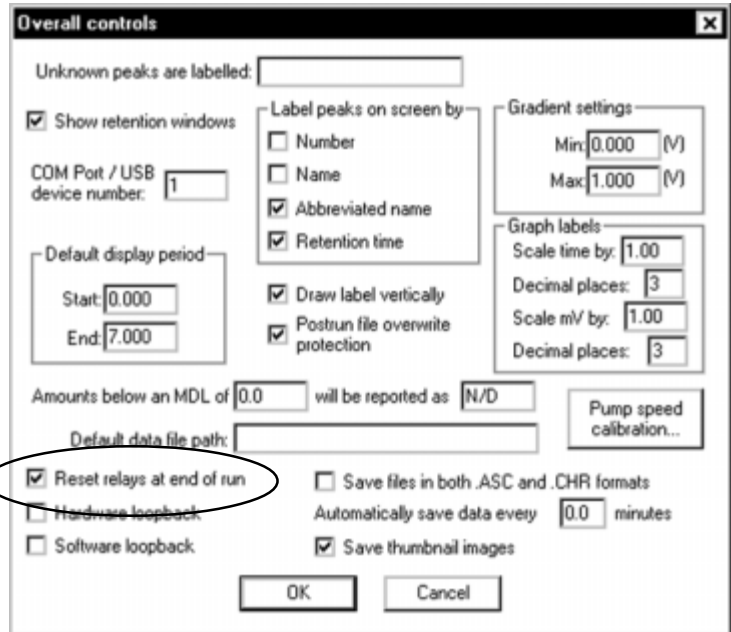 Overall controls
Unknown peaks are labelled:
Show retention windows
COM Port / USB
device number: 1
Default display period
Start: 0.000
End: 7.000
Label peaks on screen by
Number
Name
Abbreviated name
Retention time
Draw label vertically
Postrun file overwrite
protection
Gradient settings
Min: 0.000 (V)
Max: 1.000 (V)
Graph labels
Scale time by: 1.00
Decimal places: 3
Scale mV by: 1.00
Decimal places: 3
Amounts below an MDL of 0.0 will be reported as N/D
Pump speed
calibration...
Default data file path:
Reset relays at end of run
Hardware loopback
Software loopback
Save files in both .ASC and .CHR formats
Automatically save data every 0.0 minutes
Save thumbnail images
OK Cancel